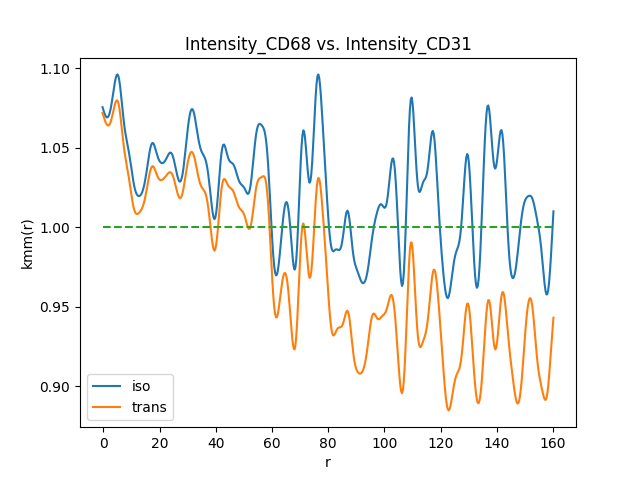 Intensity_CD68 vs. Intensity_CD31
1.10
1.05
1.00
0.95
0.90
kmm(r)
iso
trans
0 20 40 60 80 100 120 140 160
r